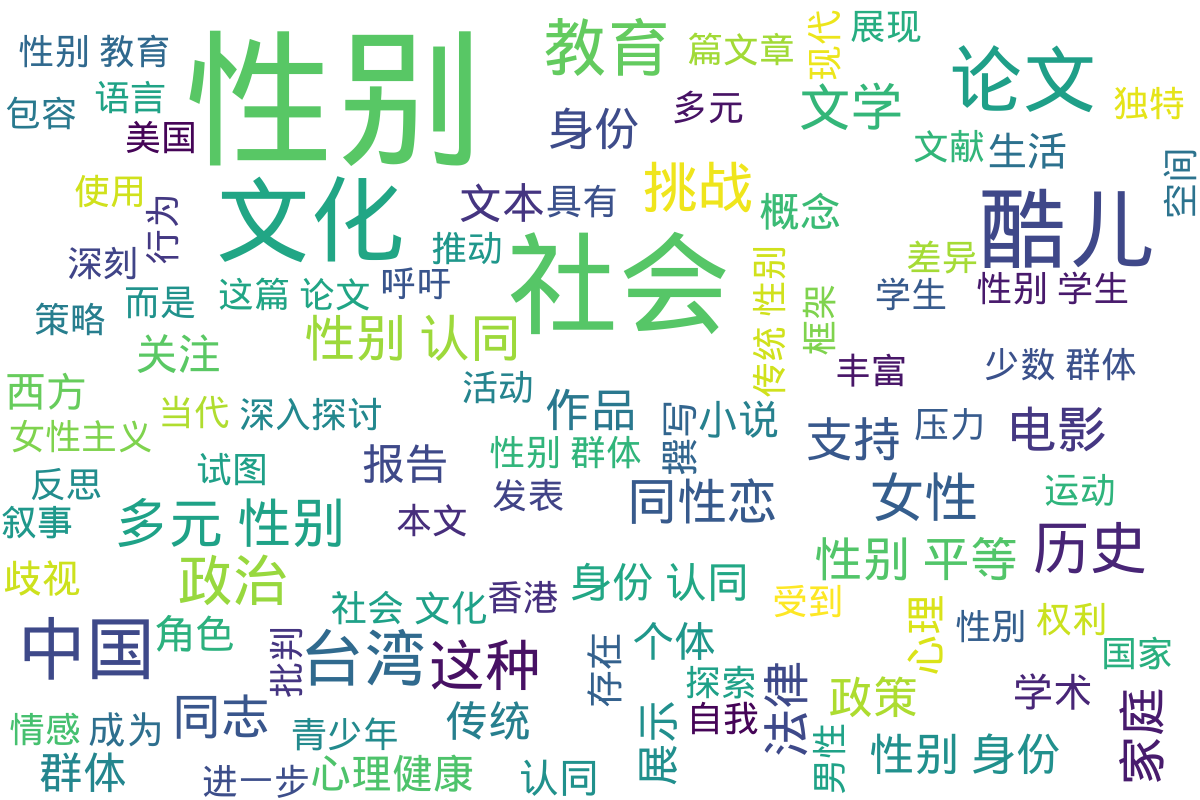 性别
教育
论文
现代
展现
篇文章
性别 教育
语言
包容
美国
身份
多元
文学
独特
文献
生活
空间
使用
行为
文化
文本
具有
挑战
概念
酷儿
深刻
推动
社会
差异
策略
而是
这篇 论文
呼吁
传统 性别
框架
学生
性别 学生
性别 认同
关注
丰富
少数 群体
西方
当代
深入探讨
活动
作品
撰写
小说
支持
压力
电影
女性主义
试图
报告
性别 群体
反思
发表
同性恋
女性
运动
叙事
多元 性别
本文
性别 平等
历史
歧视
政治
社会 文化
香港
身份 认同
受到
心理
性別
权利
中国
角色
批判
台湾
这种
存在
个体
国家
探索
法律
政策
学术
家庭
情感
成为
同志
青少年
传统
展示
自我
男性
性别 身份
群体
进一步
心理健康
认同